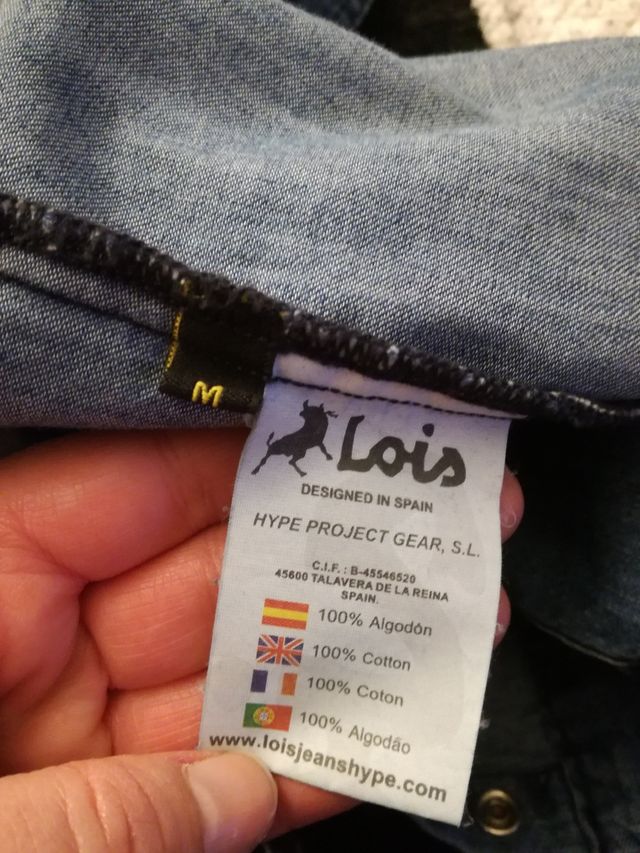 M
Lois
DESIGNED IN SPAIN
HYPE PROJECT GEAR, S.L.
C.I.F. : B-45546520
45600 TALAVERA DE LA REINA
SPAIN.
100% Algodón
100% Cotton
100% Coton
100% Algodão
www.loisjeanshype.com